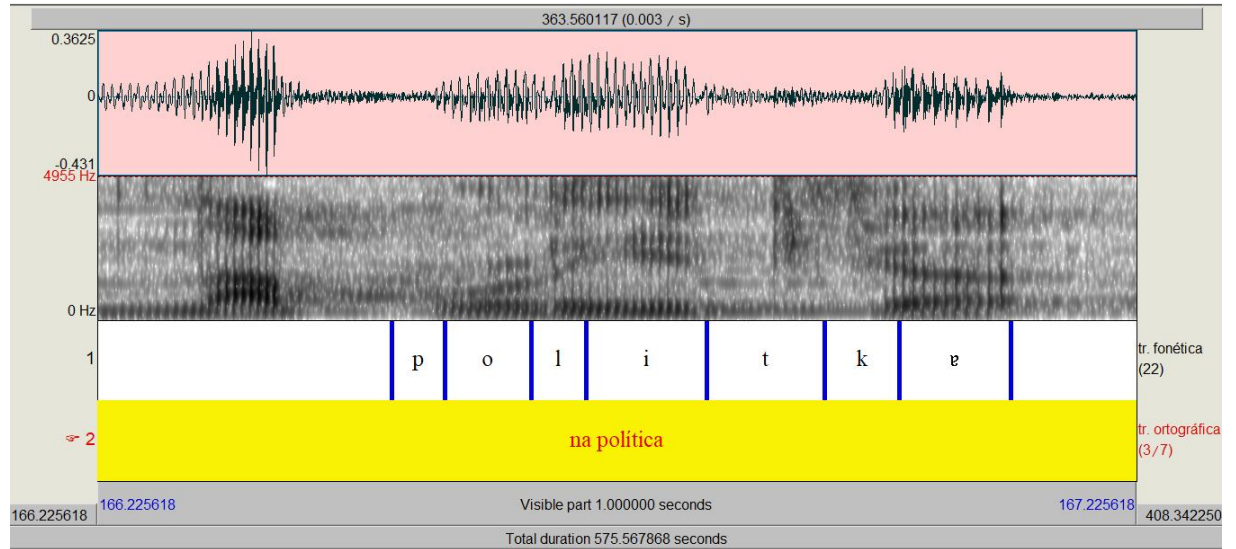 363.560117 (0.003 / s)
0.3625
0
-0.431
4955 Hz
0 Hz
1 p o l i t k ɐ tr. fonética (22)
☞ 2 na política tr. ortográfica (3/7)
166.225618 Visible part 1.000000 seconds 167.225618
166.225618 408.342250
Total duration 575.567868 seconds